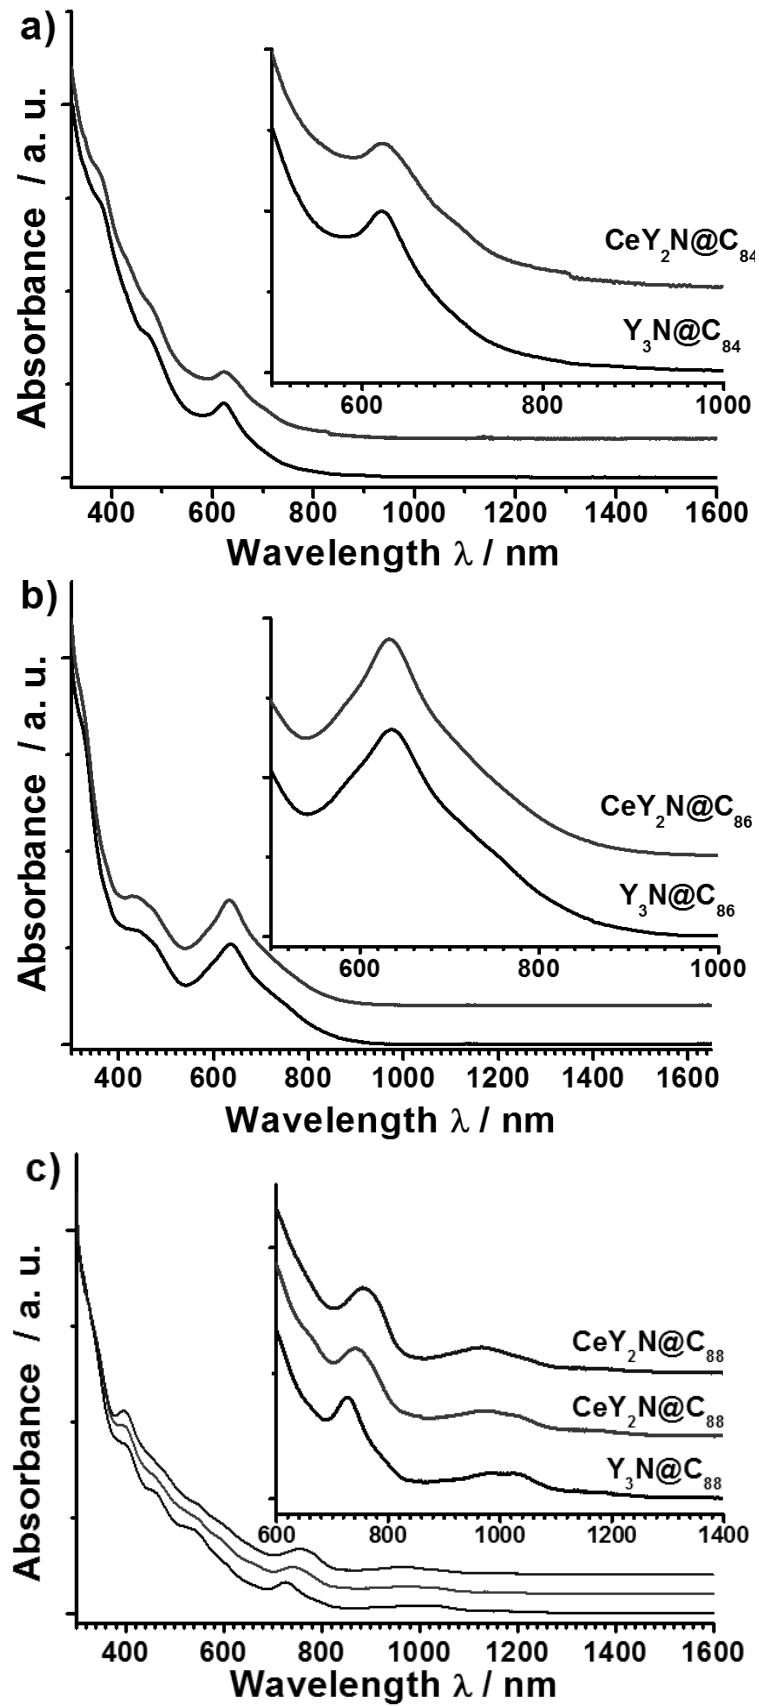 a)
Absorbance / a. u.
CeY₂N@C₈₄
Y₃N@C₈₄
600 800 1000
400 600 800 1000 1200 1400 1600
Wavelength λ / nm
b)
Absorbance / a. u.
CeY₂N@C₈₆
Y₃N@C₈₆
600 800 1000
400 600 800 1000 1200 1400 1600
Wavelength λ / nm
c)
Absorbance / a. u.
CeY₂N@C₈₈
CeY₂N@C₈₈
Y₃N@C₈₈
600 800 1000 1200 1400
400 600 800 1000 1200 1400 1600
Wavelength λ / nm